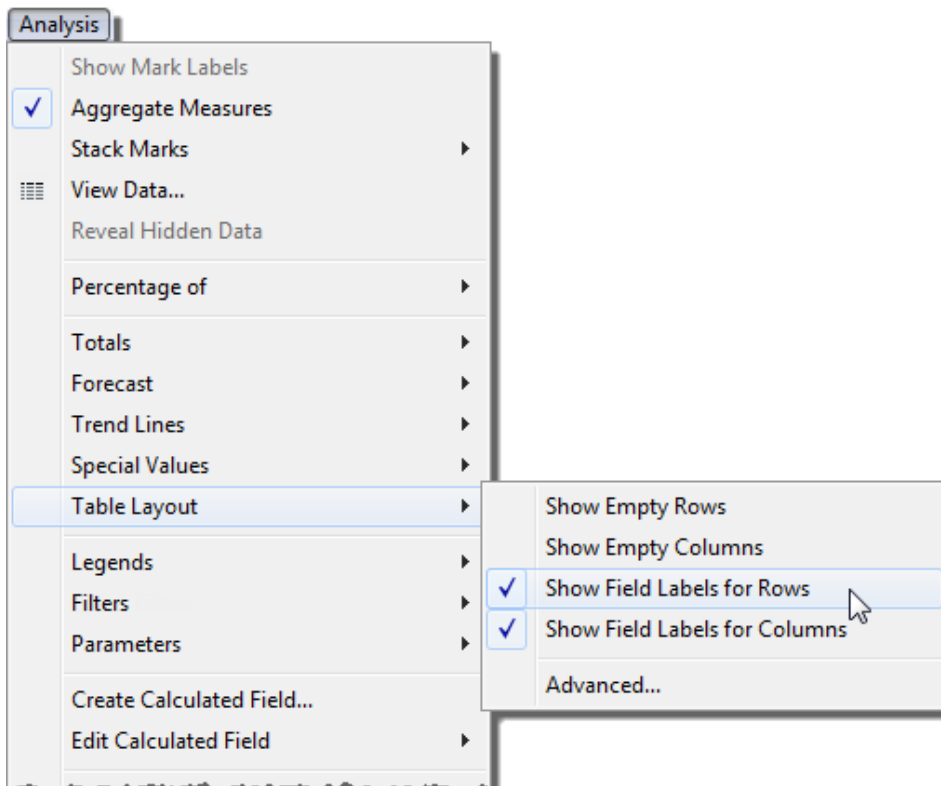 Analysis
Show Mark Labels
Aggregate Measures
Stack Marks
View Data...
Reveal Hidden Data
Percentage of
Totals
Forecast
Trend Lines
Special Values
Table Layout
Show Empty Rows
Show Empty Columns
Show Field Labels for Rows
Show Field Labels for Columns
Advanced...
Legends
Filters
Parameters
Create Calculated Field...
Edit Calculated Field